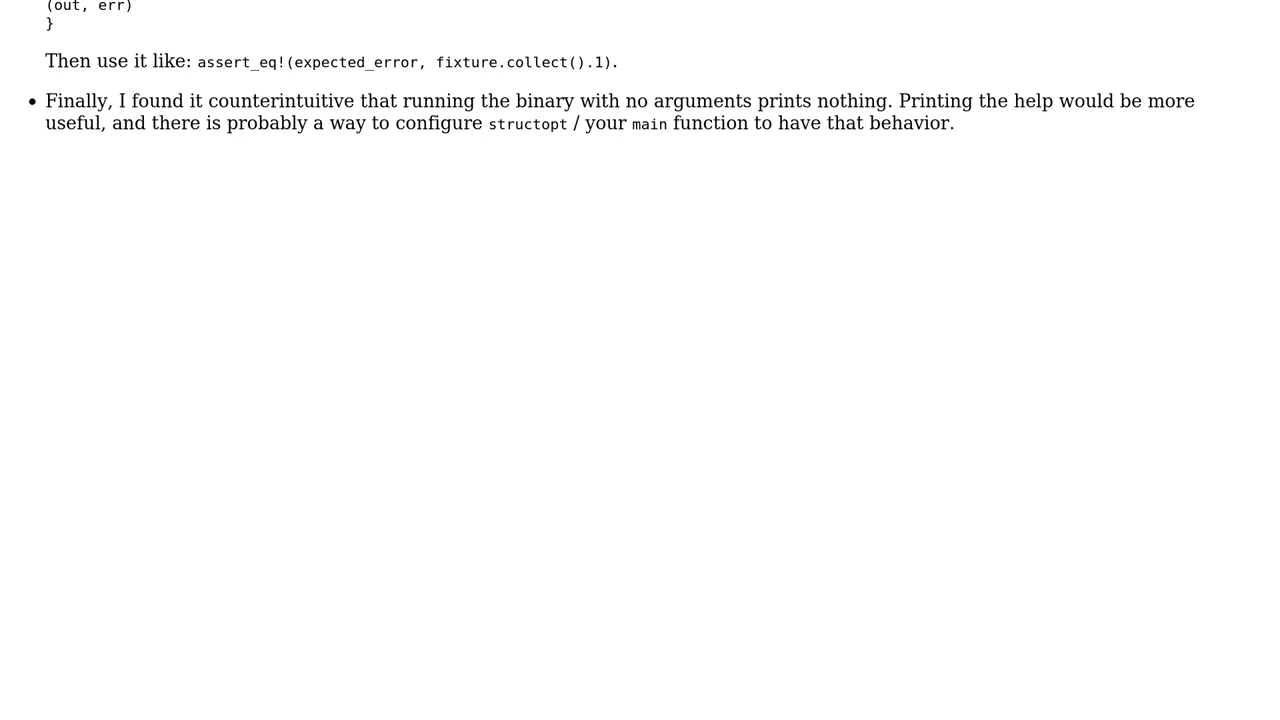 (out, err)
}
Then use it like: assert_eq!(expected_error, fixture.collect().1).
• Finally, I found it counterintuitive that running the binary with no arguments prints nothing. Printing the help would be more
useful, and there is probably a way to configure structopt / your main function to have that behavior.